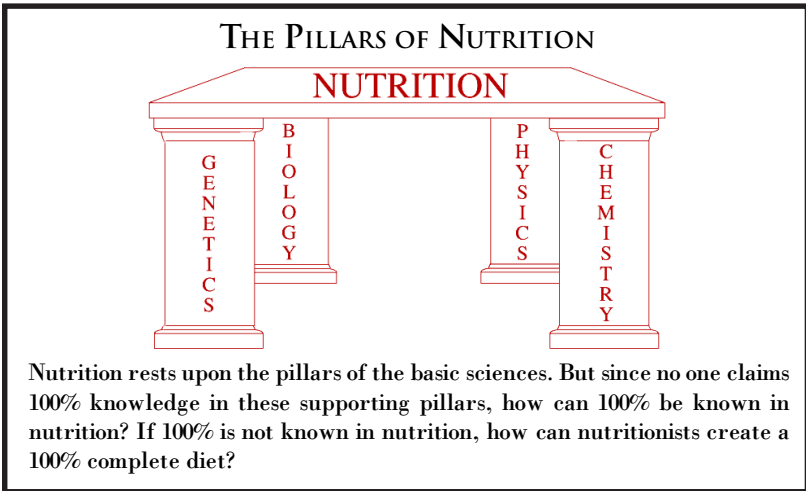 THE PILLARS OF NUTRITION
NUTRITION
GENETICS
BIOLOGY
PHYSICS
CHEMISTRY
Nutrition rests upon the pillars of the basic sciences. But since no one claims
100% knowledge in these supporting pillars, how can 100% be known in
nutrition? If 100% is not known in nutrition, how can nutritionists create a
100% complete diet?